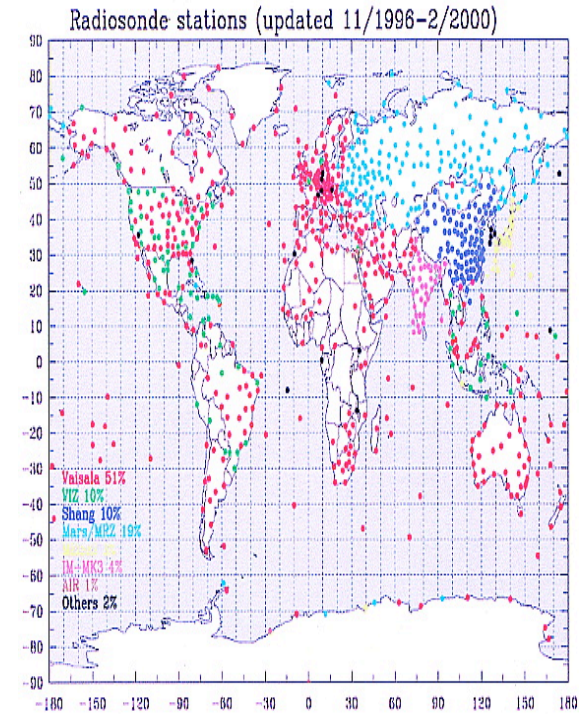 Radiosonde stations (updated 11/1996-2/2000)
90
80
70
60
50
40
30
20
10
0
-10
-20
-30
-40
-50
-60
-70
-80
-90
Vaisala 51%
VIZ 10%
Shang 10%
Mars/MRZ 19%
IM-MK3 4%
AIR 1%
Others 2%
-180 -150 -120 -90 -60 -30 0 30 60 90 120 150 180